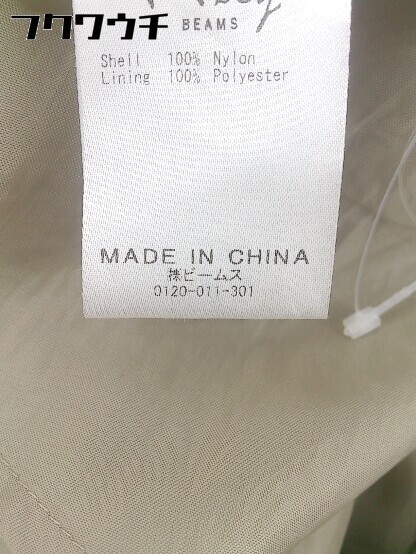 フクウチ
BEAMS
Shell 100% Nylon
Lining 100% Polyester
MADE IN CHINA
㈱ビームス
0120-011-301